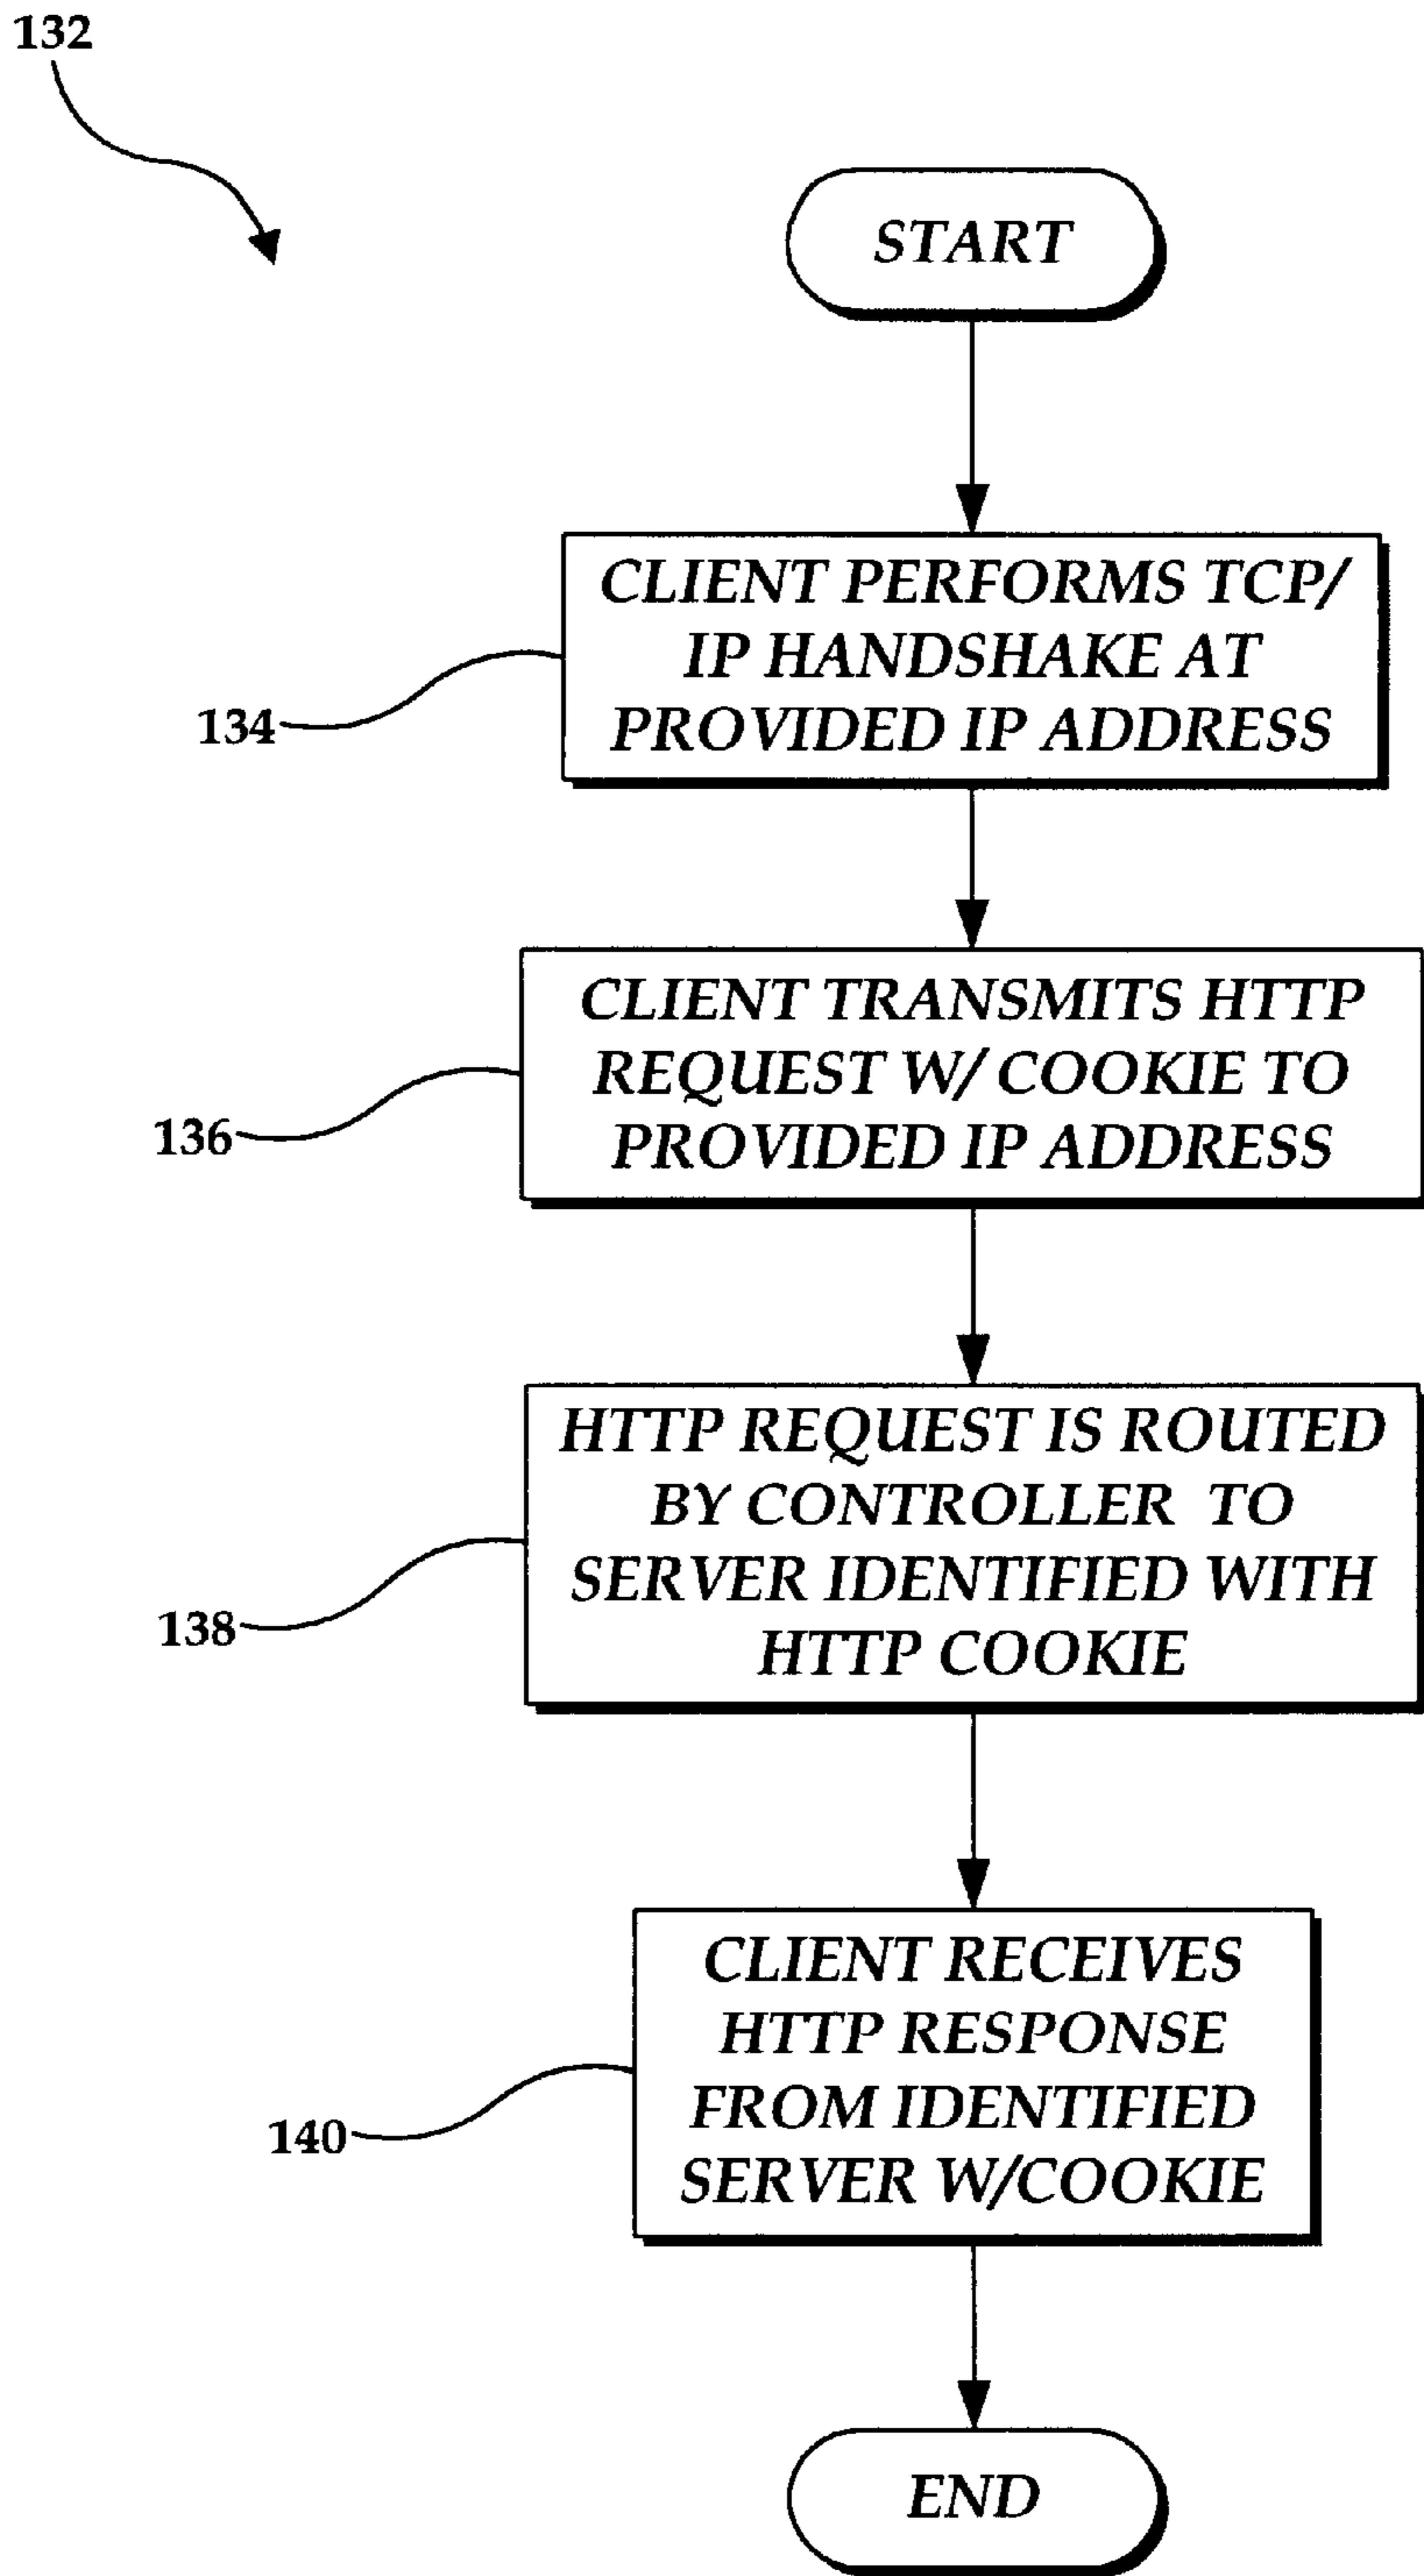 132
START
CLIENT PERFORMS TCP/
IP HANDSHAKE AT
PROVIDED IP ADDRESS
134
CLIENT TRANSMITS HTTP
REQUEST W/ COOKIE TO
PROVIDED IP ADDRESS
136
HTTP REQUEST IS ROUTED
BY CONTROLLER TO
SERVER IDENTIFIED WITH
HTTP COOKIE
138
CLIENT RECEIVES
HTTP RESPONSE
FROM IDENTIFIED
SERVER W/COOKIE
140
END